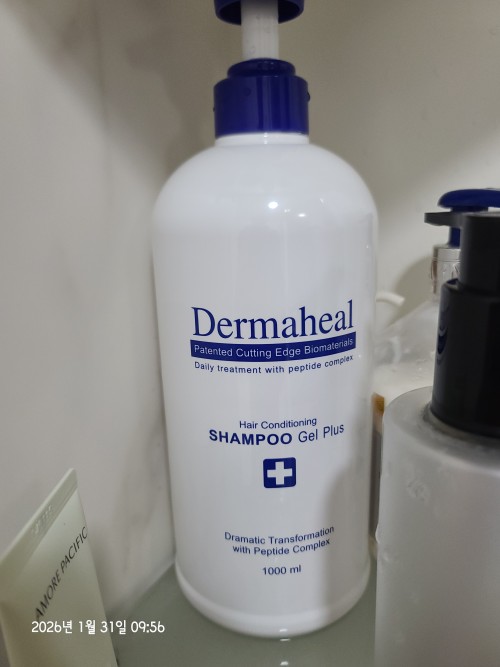 Dermaheal
Patented Cutting Edge Biomaterials
Daily treatment with peptide complex
Hair Conditioning
SHAMPOO Gel Plus
Dramatic Transformation
with Peptide Complex
1000 ml
AMORE PACIFIC
2026년 1월 31일 09:56